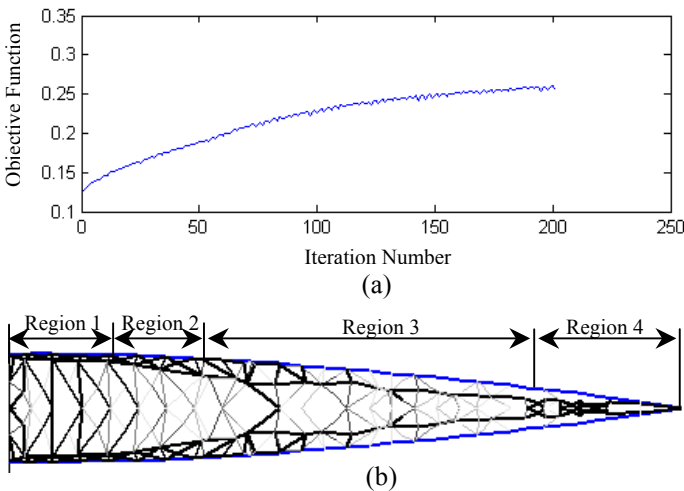 0.35
0.3
0.25
0.2
0.15
0.1
Objective Function
0 50 100 150 200 250
Iteration Number
(a)
Region 1 Region 2 Region 3 Region 4
(b)